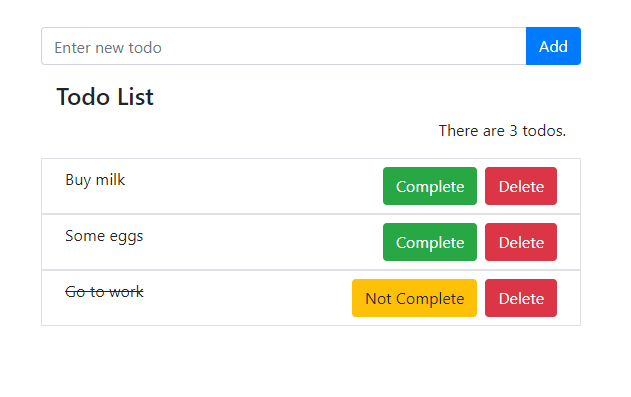 Enter new todo Add
Todo List
There are 3 todos.
Buy milk Complete Delete
Some eggs Complete Delete
Go to work Not Complete Delete